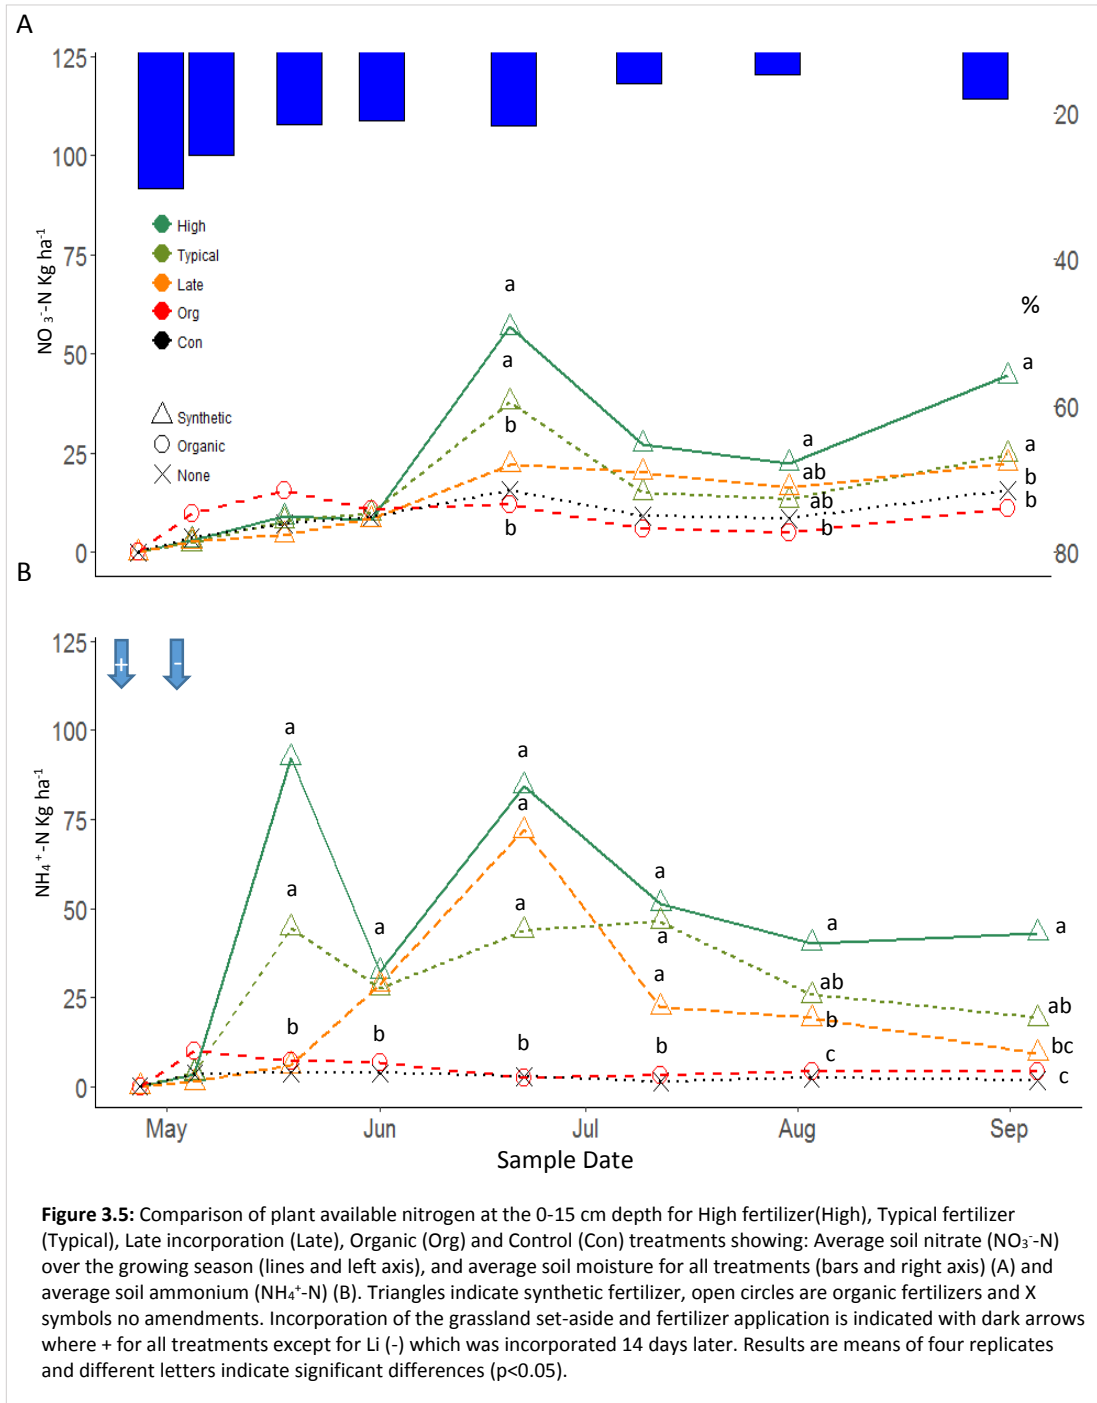 A
125
100
75
50
25
0
NO₃⁻-N Kg ha⁻¹
20
40
%
60
80
High
Typical
Late
Org
Con
Synthetic
Organic
None
a
a
b
b
a
ab
ab
b
a
a
b
b
B
125
100
75
50
25
0
NH₄⁺-N Kg ha⁻¹
+
-
a
a
b
a
b
a
a
a
b
a
a
a
b
a
ab
b
c
a
ab
bc
c
May Jun Jul Aug Sep
Sample Date
Figure 3.5: Comparison of plant available nitrogen at the 0-15 cm depth for High fertilizer(High), Typical fertilizer
(Typical), Late incorporation (Late), Organic (Org) and Control (Con) treatments showing: Average soil nitrate (NO₃⁻-N)
over the growing season (lines and left axis), and average soil moisture for all treatments (bars and right axis) (A) and
average soil ammonium (NH₄⁺-N) (B). Triangles indicate synthetic fertilizer, open circles are organic fertilizers and X
symbols no amendments. Incorporation of the grassland set-aside and fertilizer application is indicated with dark arrows
where + for all treatments except for Li (-) which was incorporated 14 days later. Results are means of four replicates
and different letters indicate significant differences (p<0.05).